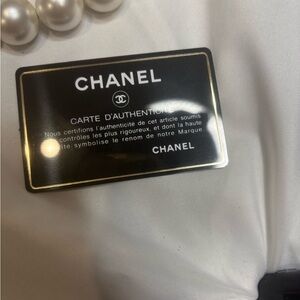 CHANEL
CARTE D'AUTHENTICITÉ
Nous certifions l'authenticité de cet article soumis
contrôles les plus rigoureux, et dont la haute
symbolise le renom de notre Marque
CHANEL